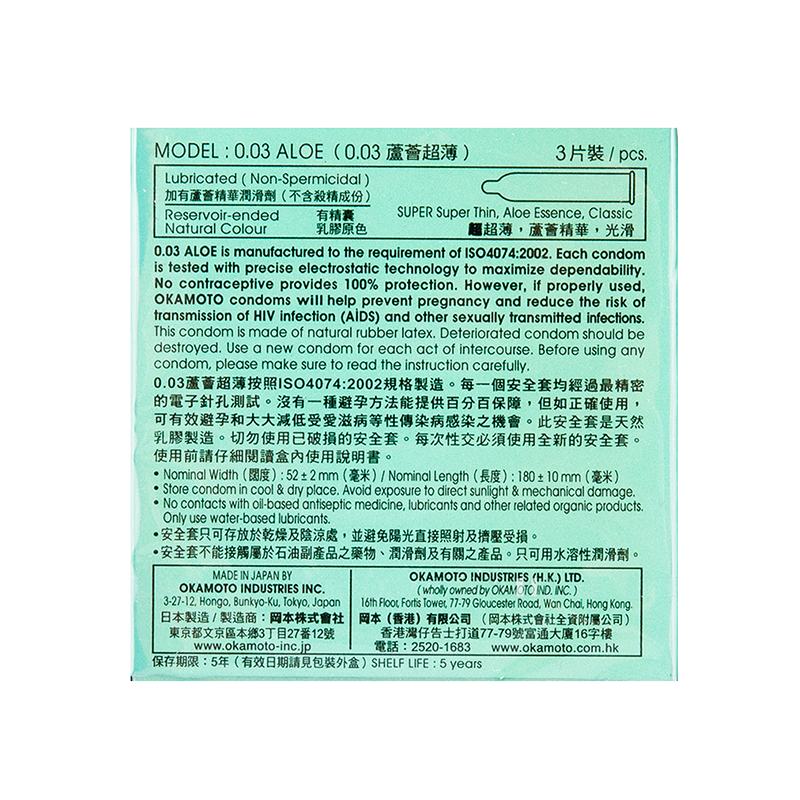 MODEL : 0.03 ALOE ( 0.03 蘆薈超薄 ) 3片裝 / pcs.
Lubricated ( Non-Spermicidal )
加有蘆薈精華潤滑劑 (不含殺精成份)
Reservoir-ended 有精囊
Natural Colour 乳膠原色
SUPER Super Thin, Aloe Essence, Classic
超超薄，蘆薈精華，光滑
0.03 ALOE is manufactured to the requirement of ISO4074:2002. Each condom
is tested with precise electrostatic technology to maximize dependability.
No contraceptive provides 100% protection. However, if properly used,
OKAMOTO condoms will help prevent pregnancy and reduce the risk of
transmission of HIV infection (AIDS) and other sexually transmitted infections.
This condom is made of natural rubber latex. Deteriorated condom should be
destroyed. Use a new condom for each act of intercourse. Before using any
condom, please make sure to read the instruction carefully.
0.03蘆薈超薄按照ISO4074:2002規格製造。每一個安全套均經過最精密
的電子針孔測試。沒有一種避孕方法能提供百分百保障，但如正確使用，
可有效避孕和大大減低受愛滋病等性傳染病感染之機會。此安全套是天然
乳膠製造。切勿使用已破損的安全套。每次性交必須使用全新的安全套。
使用前請仔細閱讀盒內使用說明書。
• Nominal Width (闊度) : 52 ± 2 mm (毫米) / Nominal Length (長度) : 180 ± 10 mm (毫米)
• Store condom in cool & dry place. Avoid exposure to direct sunlight & mechanical damage.
• No contacts with oil-based antiseptic medicine, lubricants and other related organic products.
Only use water-based lubricants.
•安全套只可存放於乾燥及陰涼處，並避免陽光直接照射及擠壓受損。
•安全套不能接觸屬於石油副產品之藥物、潤滑劑及有關之產品。只可用水溶性潤滑劑。
MADE IN JAPAN BY
OKAMOTO INDUSTRIES INC.
3-27-12, Hongo, Bunkyo-Ku, Tokyo, Japan
日本製造 / 製造商 : 岡本株式會社
東京都文京區本鄉3丁目27番12號
www.okamoto-inc.jp
OKAMOTO INDUSTRIES (H.K.) LTD.
( wholly owned by OKAMOTO IND. INC. )
16th Floor, Fortis Tower, 77-79 Gloucester Road, Wan Chai, Hong Kong.
岡本 (香港) 有限公司 (岡本株式會社全資附屬公司)
香港灣仔告士打道77-79號富通大廈16字樓
電話 : 2520-1683 www.okamoto.com.hk
保存期限 : 5年 (有效日期請見包裝外盒) SHELF LIFE : 5 years